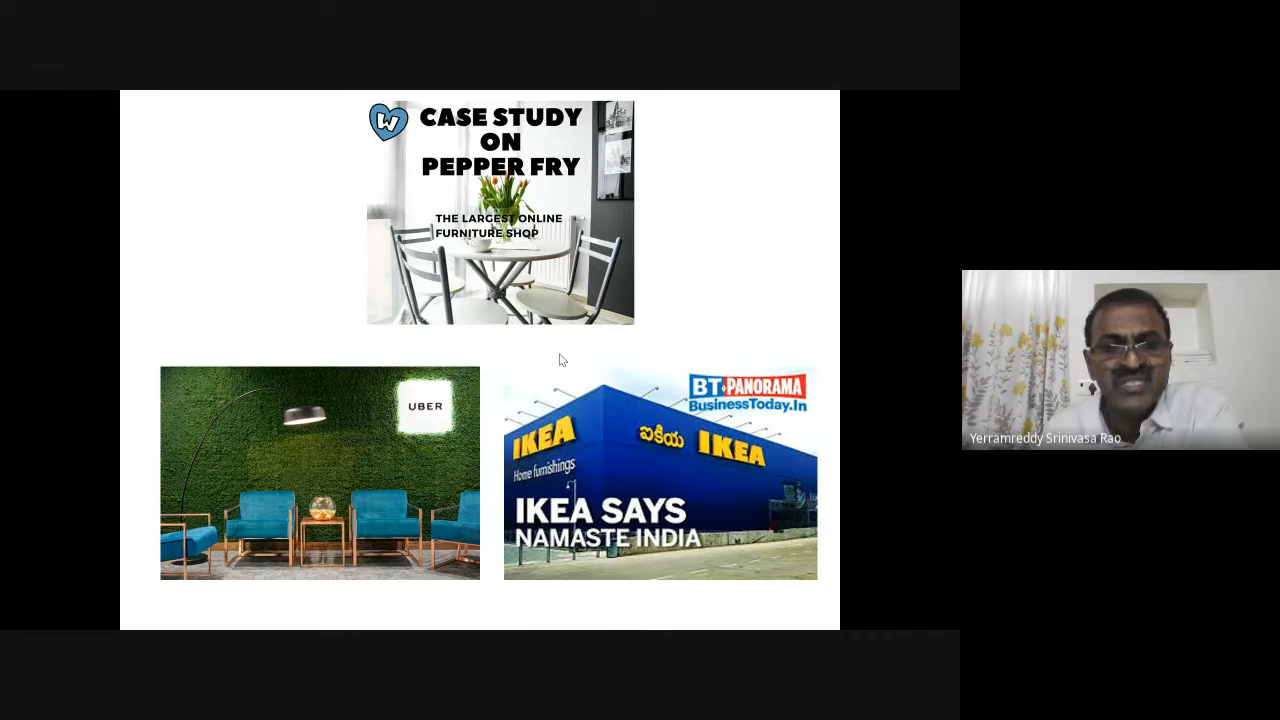 W
CASE STUDY
ON
PEPPER FRY
THE LARGEST ONLINE
FURNITURE SHOP
UBER
BT PANORAMA
BusinessToday.In
IKEA
ఐకియ IKEA
Home furnishings
IKEA SAYS
NAMASTE INDIA
Yerramreddy Srinivasa Rao